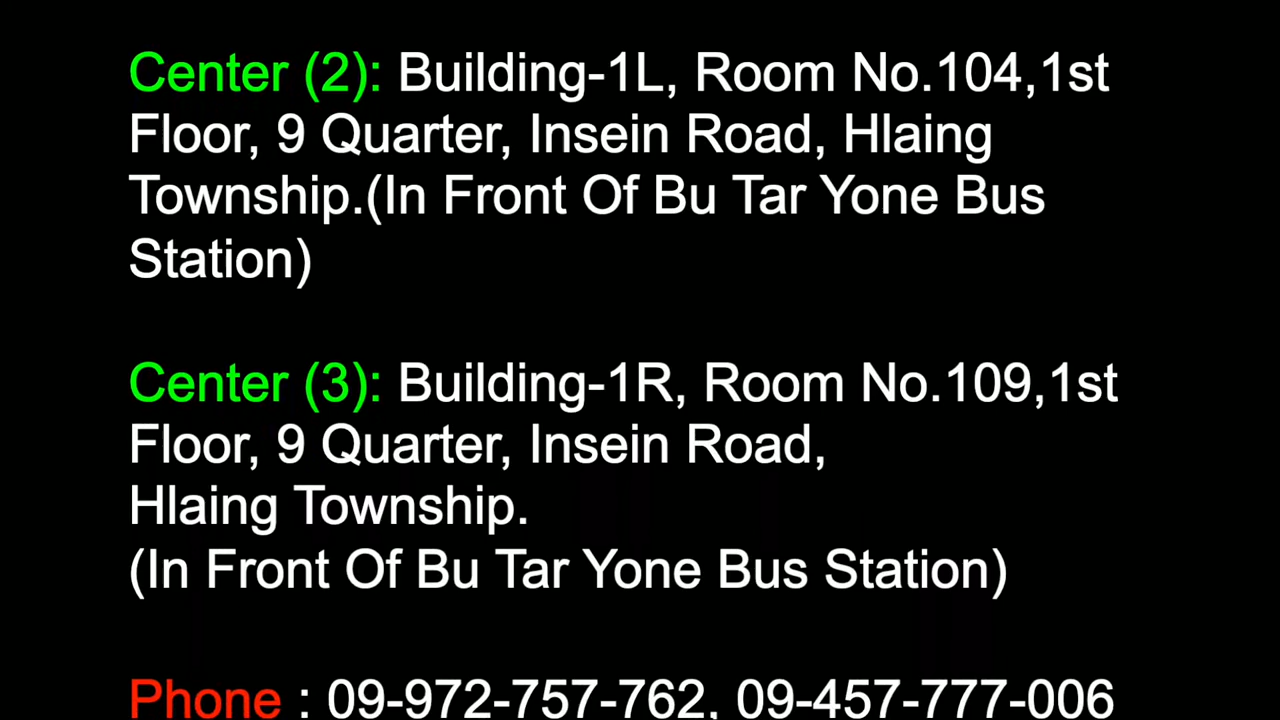 Center (2): Building-1L, Room No.104,1st
Floor, 9 Quarter, Insein Road, Hlaing
Township.(In Front Of Bu Tar Yone Bus
Station)
Center (3): Building-1R, Room No.109,1st
Floor, 9 Quarter, Insein Road,
Hlaing Township.
(In Front Of Bu Tar Yone Bus Station)
Phone : 09-972-757-762, 09-457-777-006